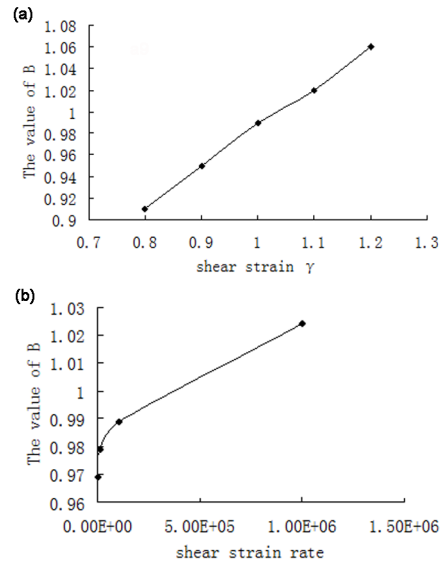 (a)
The value of B
1.06
1.04
1.02
1
0.98
0.96
0.94
0.92
0.9
0.7 0.8 0.9 1 1.1 1.2 1.3
shear strain γ
(b)
The value of B
1.03
1.02
1.01
1
0.99
0.98
0.97
0.96
0.00E+00 5.00E+05 1.00E+06 1.50E+06
shear strain rate